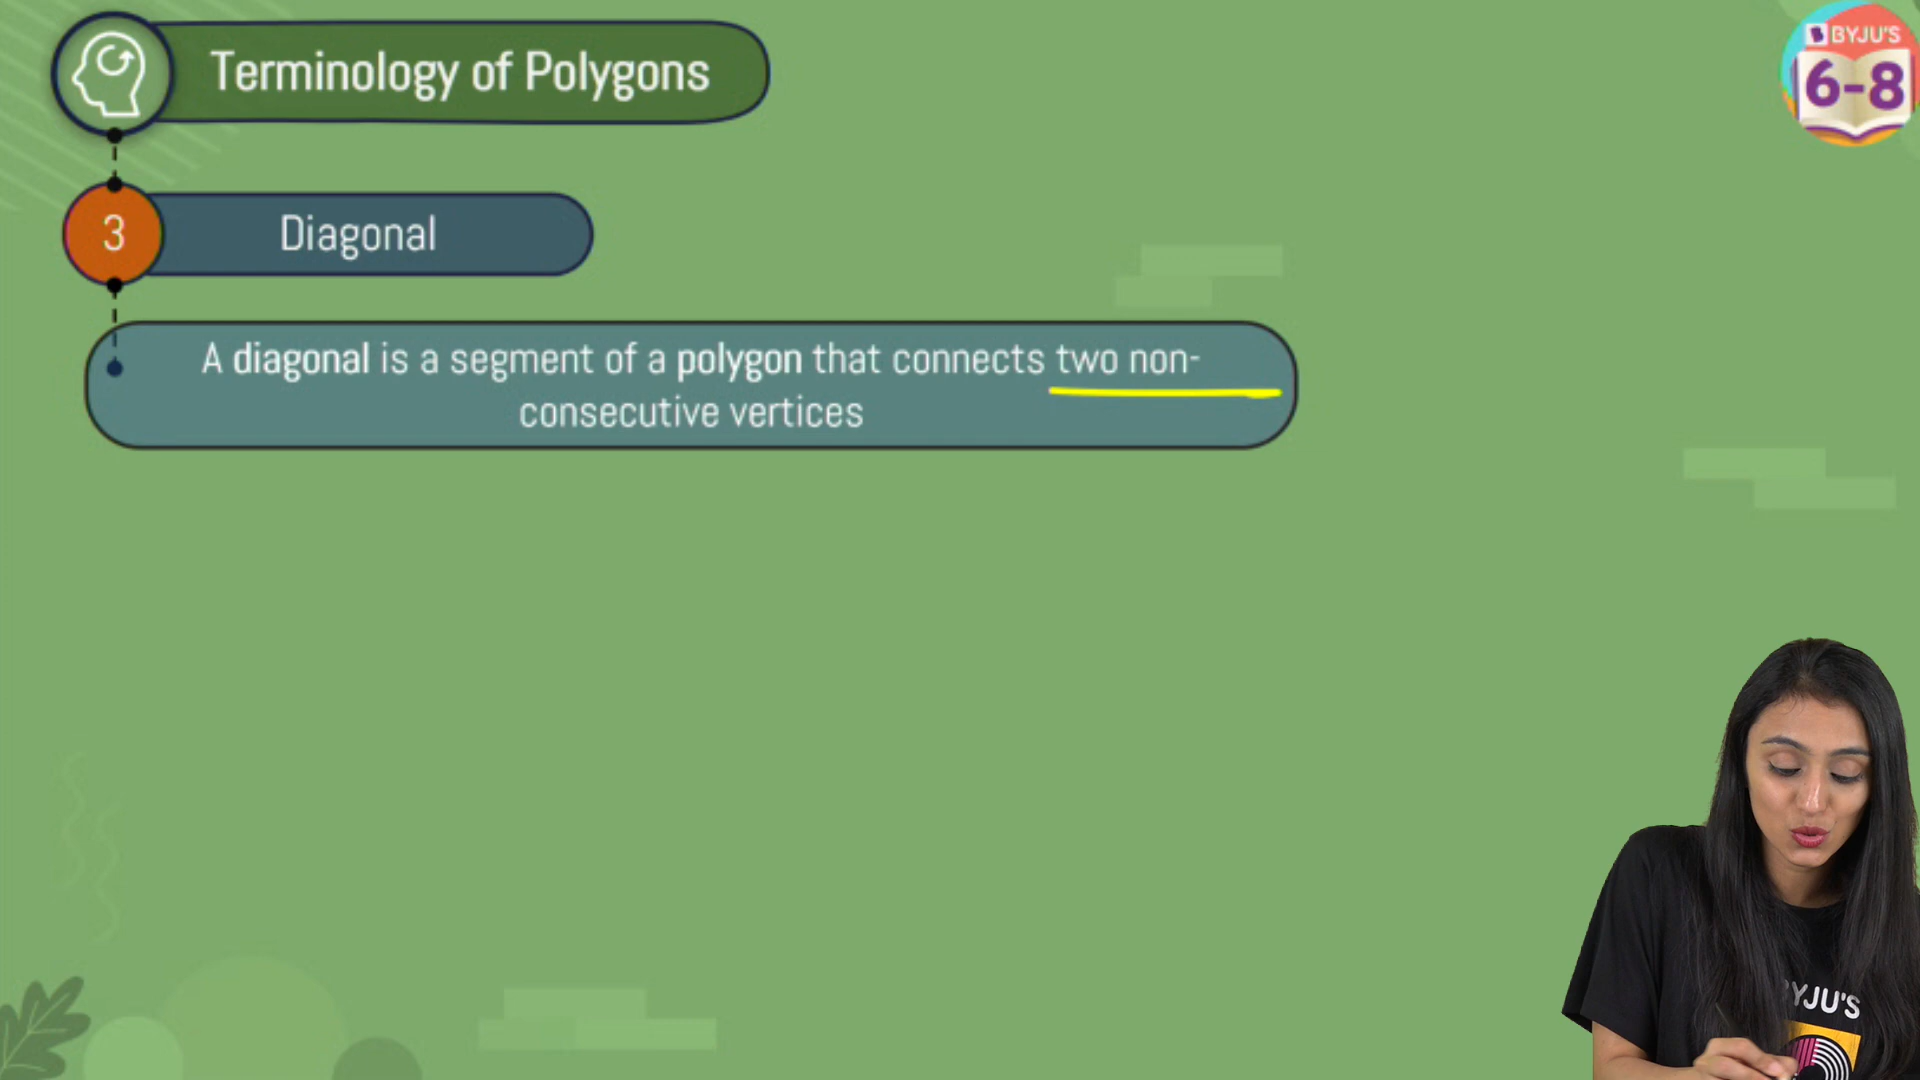 Terminology of Polygons
BYJU'S
6-8
3
Diagonal
A diagonal is a segment of a polygon that connects two non-
consecutive vertices
BYJU'S